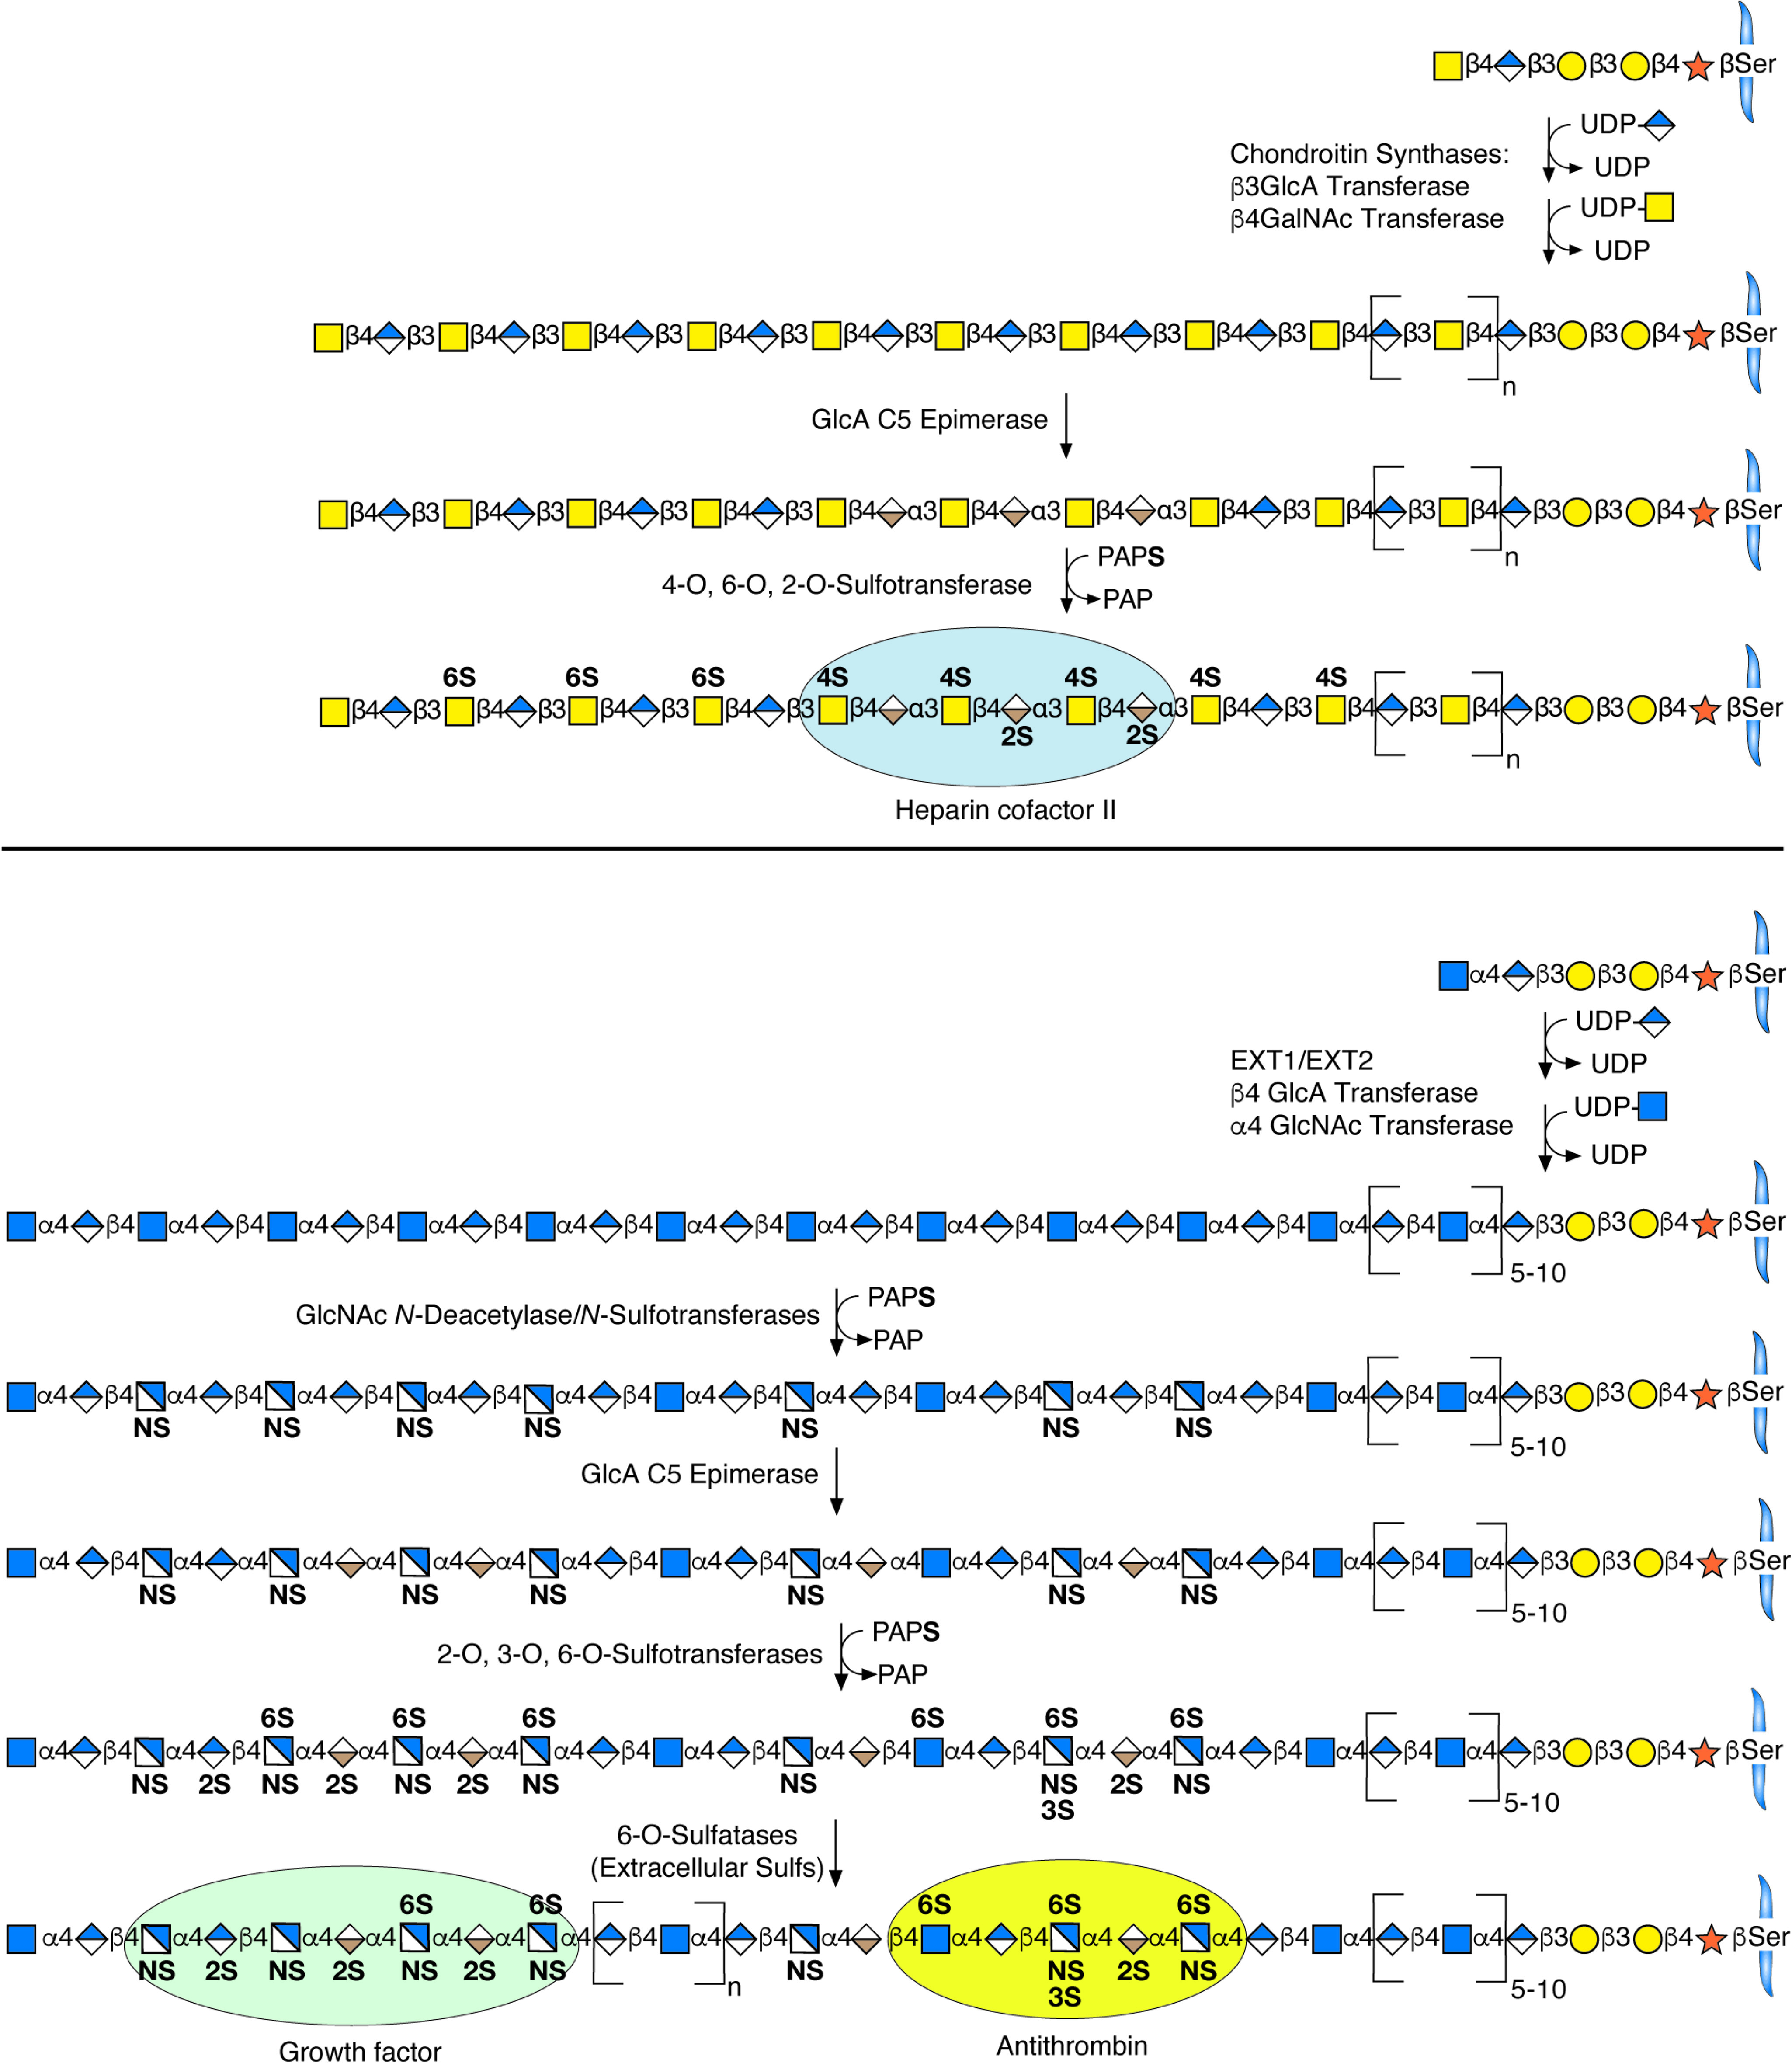 β4 β3 β3 β4 βSer
UDP-
Chondroitin Synthases:
UDP
β3GlcA Transferase
UDP-
β4GalNAc Transferase
UDP
β4 β3 β4 β3 β4 β3 β4 β3 β4 β3 β4 β3 β4 β3 β4 β3 β4 β3 β4 β3 β3 β4 βSer
n
GlcA C5 Epimerase
β4 β3 β4 β3 β4 β3 β4 β3 β4 α3 β4 α3 β4 α3 β4 β3 β4 β3 β4 β3 β3 β4 βSer
n
PAPS
4-O, 6-O, 2-O-Sulfotransferase
PAP
6S 6S 6S 4S 4S 4S 4S 4S
β4 β3 β4 β3 β4 β3 β4 β3 β4 α3 β4 α3 β4 α3 β4 β3 β4 β3 β4 β3 β3 β4 βSer
2S 2S
n
Heparin cofactor II
α4 β3 β3 β4 βSer
UDP-
EXT1/EXT2
UDP
β4 GlcA Transferase
UDP-
α4 GlcNAc Transferase
UDP
α4 β4 α4 β4 α4 β4 α4 β4 α4 β4 α4 β4 α4 β4 α4 β4 α4 β4 α4 β4 α4 β4 α4 β3 β3 β4 βSer
5-10
PAPS
GlcNAc N-Deacetylase/N-Sulfotransferases
PAP
α4 β4 α4 β4 α4 β4 α4 β4 α4 β4 α4 β4 α4 β4 α4 β4 α4 β4 α4 β4 α4 β4 α4 β3 β3 β4 βSer
NS NS NS NS NS NS NS
5-10
GlcA C5 Epimerase
α4 β4 α4 α4 α4 α4 α4 α4 α4 β4 α4 β4 α4 α4 α4 β4 α4 α4 α4 β4 α4 β4 α4 β3 β3 β4 βSer
NS NS NS NS NS NS NS
5-10
PAPS
2-O, 3-O, 6-O-Sulfotransferases
PAP
6S 6S 6S 6S 6S 6S
α4 β4 α4 β4 α4 α4 α4 α4 α4 β4 α4 β4 α4 β4 α4 β4 α4 α4 α4 β4 α4 β4 α4 β3 β3 β4 βSer
NS 2S NS 2S NS 2S NS NS NS 2S NS
3S
5-10
6-O-Sulfatases
(Extracellular Sulfs)
6S 6S 6S 6S 6S
α4 β4 α4 β4 α4 α4 α4 α4 α4 β4 α4 β4 α4 β4 α4 β4 α4 α4 α4 β4 α4 β4 α4 β3 β3 β4 βSer
NS 2S NS 2S NS 2S NS NS NS 2S NS
n
3S
5-10
Growth factor
Antithrombin